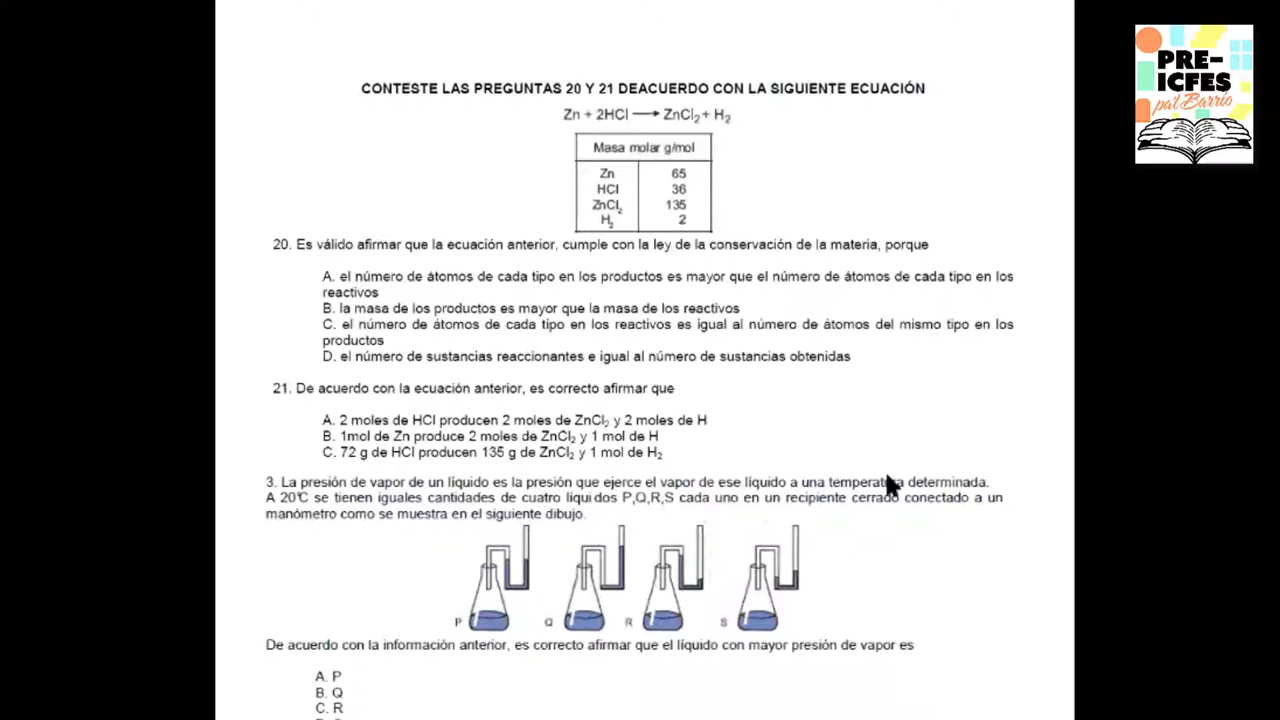 PRE-
ICFES
pa'l Barrio
CONTESTE LAS PREGUNTAS 20 Y 21 DEACUERDO CON LA SIGUIENTE ECUACIÓN
Zn + 2HCl ⟶ ZnCl₂ + H₂
Masa molar g/mol
Zn 65
HCl 36
ZnCl₂ 135
H₂ 2
20. Es válido afirmar que la ecuación anterior, cumple con la ley de la conservación de la materia, porque
A. el número de átomos de cada tipo en los productos es mayor que el número de átomos de cada tipo en los
reactivos
B. la masa de los productos es mayor que la masa de los reactivos
C. el número de átomos de cada tipo en los reactivos es igual al número de átomos del mismo tipo en los
productos
D. el número de sustancias reaccionantes e igual al número de sustancias obtenidas
21. De acuerdo con la ecuación anterior, es correcto afirmar que
A. 2 moles de HCl producen 2 moles de ZnCl₂ y 2 moles de H
B. 1mol de Zn produce 2 moles de ZnCl₂ y 1 mol de H
C. 72 g de HCl producen 135 g de ZnCl₂ y 1 mol de H₂
3. La presión de vapor de un líquido es la presión que ejerce el vapor de ese líquido a una temperatura determinada.
A 20°C se tienen iguales cantidades de cuatro líquidos P,Q,R,S cada uno en un recipiente cerrado conectado a un
manómetro como se muestra en el siguiente dibujo.
P Q R S
De acuerdo con la información anterior, es correcto afirmar que el líquido con mayor presión de vapor es
A. P
B. Q
C. R